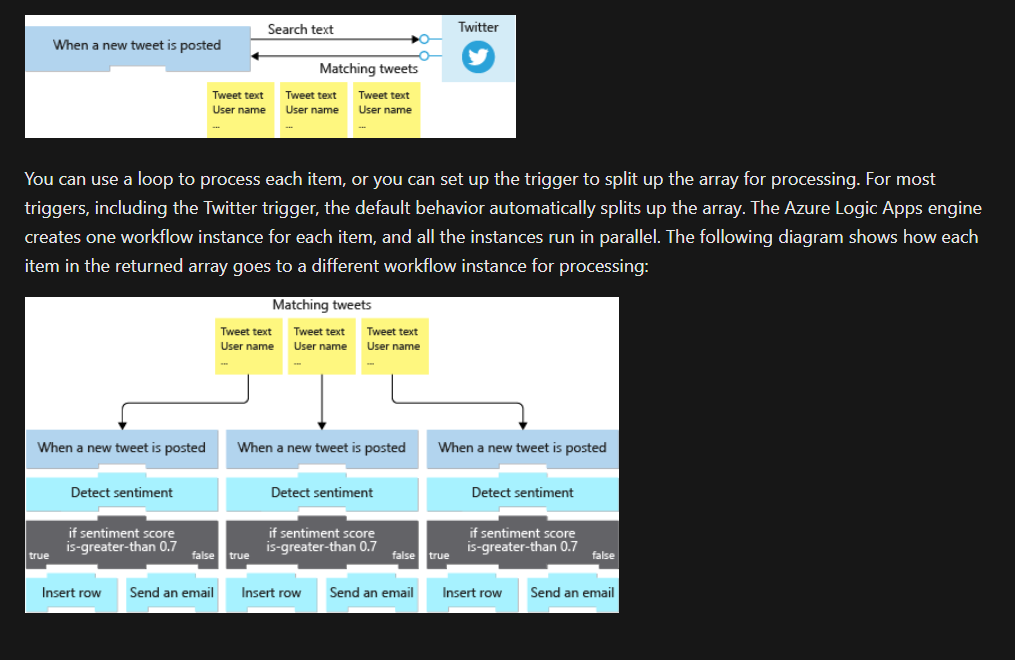 Search text
Twitter
When a new tweet is posted
Matching tweets
Tweet text Tweet text Tweet text
User name User name User name
... ... ...
You can use a loop to process each item, or you can set up the trigger to split up the array for processing. For most
triggers, including the Twitter trigger, the default behavior automatically splits up the array. The Azure Logic Apps engine
creates one workflow instance for each item, and all the instances run in parallel. The following diagram shows how each
item in the returned array goes to a different workflow instance for processing:
Matching tweets
Tweet text Tweet text Tweet text
User name User name User name
... ... ...
When a new tweet is posted When a new tweet is posted When a new tweet is posted
Detect sentiment Detect sentiment Detect sentiment
if sentiment score if sentiment score if sentiment score
is-greater-than 0.7 is-greater-than 0.7 is-greater-than 0.7
true false true false true false
Insert row Send an email Insert row Send an email Insert row Send an email